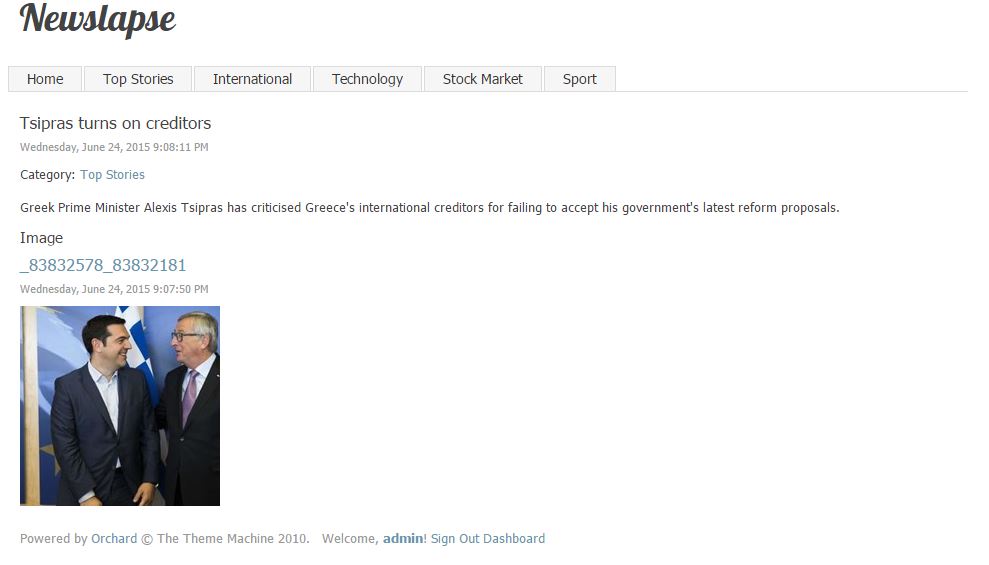 Newslapse
Home Top Stories International Technology Stock Market Sport
Tsipras turns on creditors
Wednesday, June 24, 2015 9:08:11 PM
Category: Top Stories
Greek Prime Minister Alexis Tsipras has criticised Greece's international creditors for failing to accept his government's latest reform proposals.
Image
_83832578_83832181
Wednesday, June 24, 2015 9:07:50 PM
Powered by Orchard © The Theme Machine 2010. Welcome, admin! Sign Out Dashboard